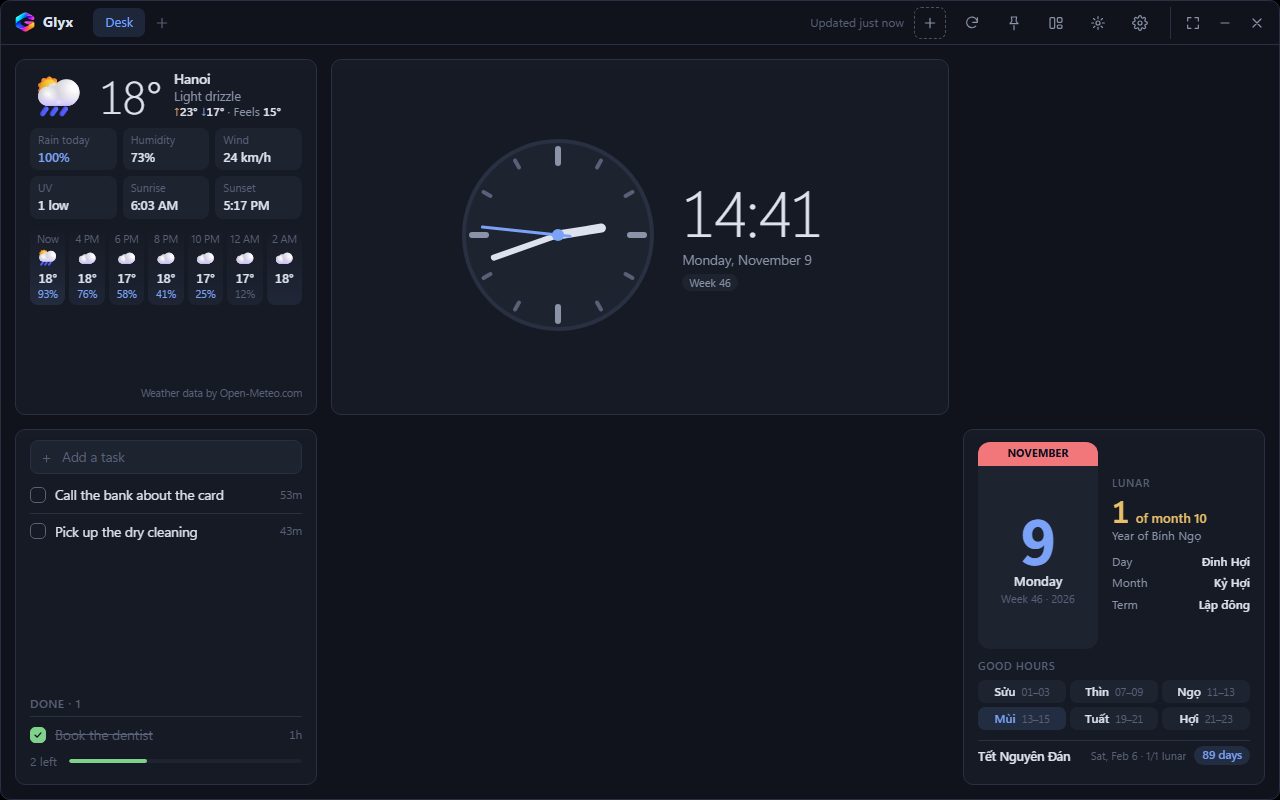 Glyx
Desk
Updated just now
18°
Hanoi
Light drizzle
↑23° ↓17° · Feels 15°
Rain today
100%
Humidity
73%
Wind
24 km/h
UV
1 low
Sunrise
6:03 AM
Sunset
5:17 PM
Now 4 PM 6 PM 8 PM 10 PM 12 AM 2 AM
18° 18° 17° 18° 17° 17° 18°
93% 76% 58% 41% 25% 12%
Weather data by Open-Meteo.com
14:41
Monday, November 9
Week 46
Add a task
Call the bank about the card 53m
Pick up the dry cleaning 43m
DONE · 1
Book the dentist 1h
2 left
NOVEMBER
9
Monday
Week 46 · 2026
LUNAR
1 of month 10
Year of Bính Ngọ
Day Đinh Hợi
Month Kỷ Hợi
Term Lập đông
GOOD HOURS
Sửu 01–03 Thìn 07–09 Ngọ 11–13
Mùi 13–15 Tuất 19–21 Hợi 21–23
Tết Nguyên Đán Sat, Feb 6 · 1/1 lunar 89 days